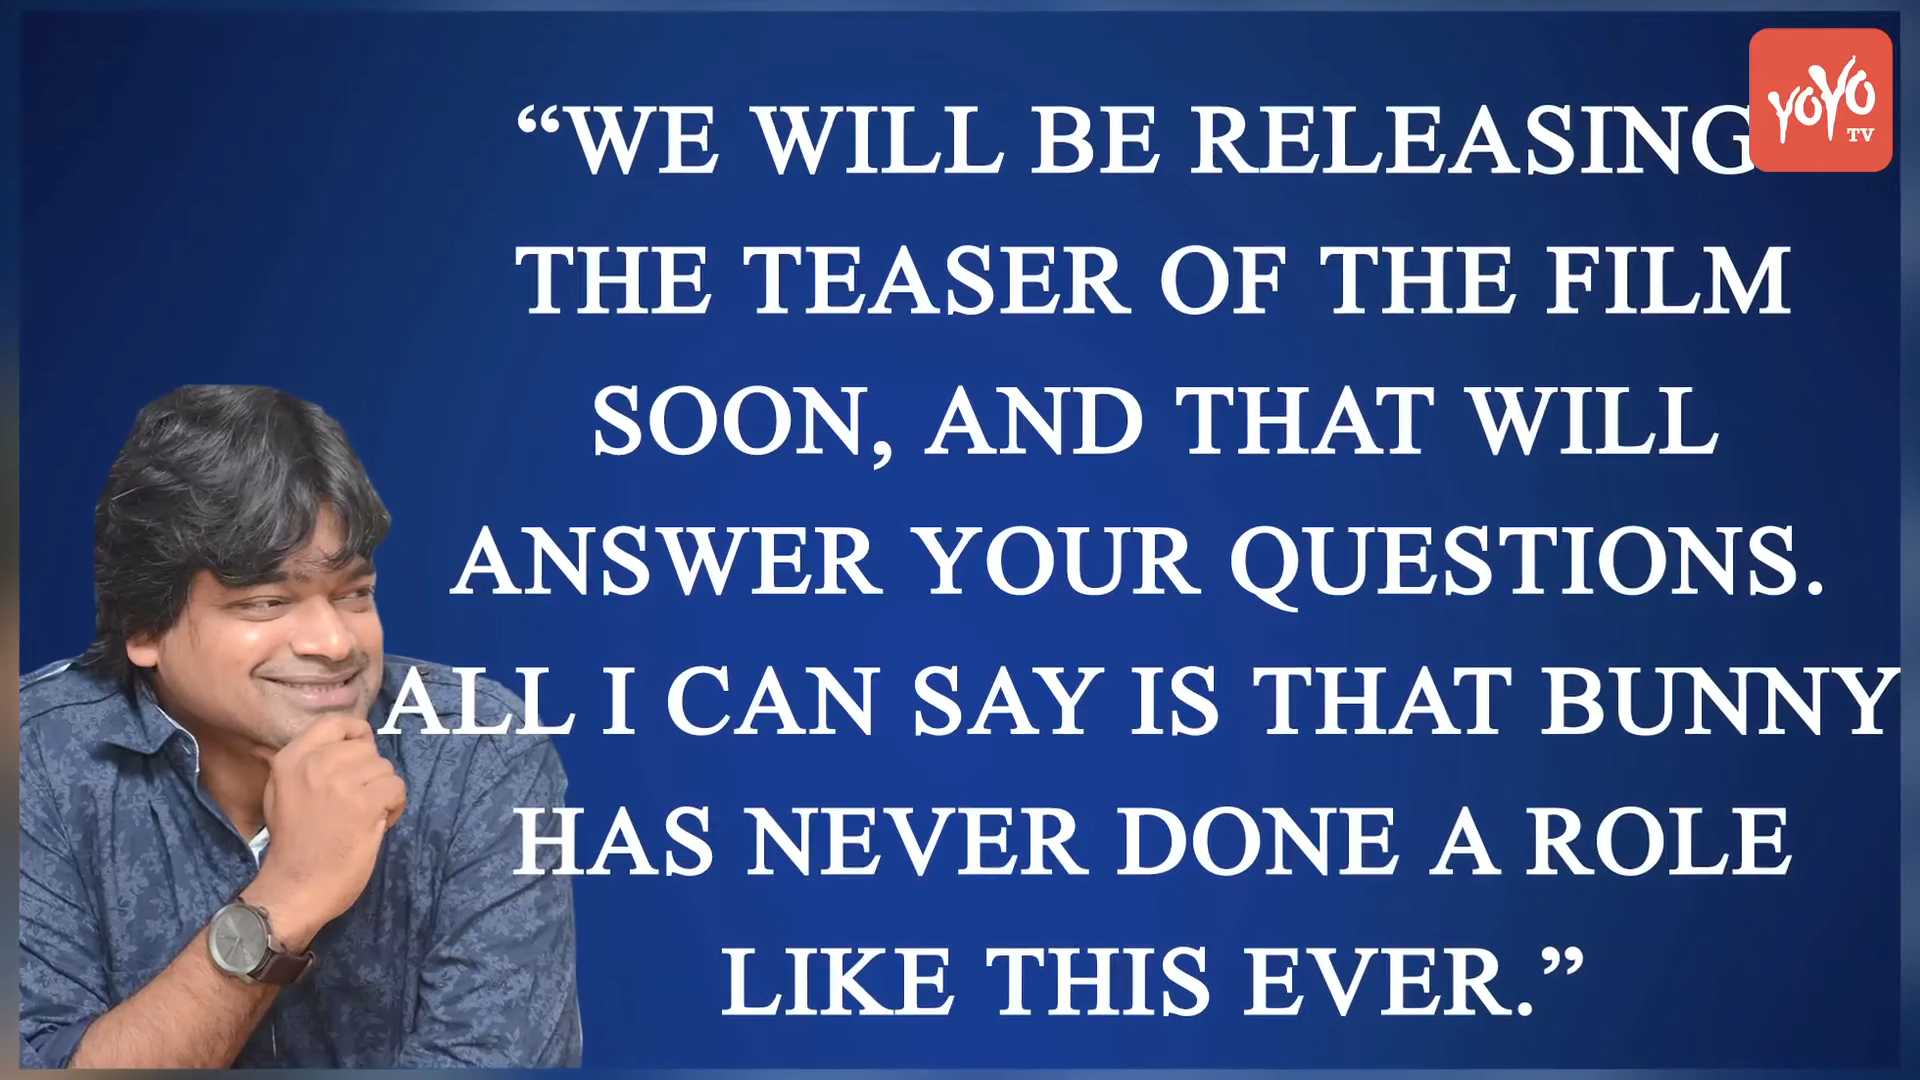 “WE WILL BE RELEASING
THE TEASER OF THE FILM
SOON, AND THAT WILL
ANSWER YOUR QUESTIONS.
ALL I CAN SAY IS THAT BUNNY
HAS NEVER DONE A ROLE
LIKE THIS EVER.”
YOYO
TV